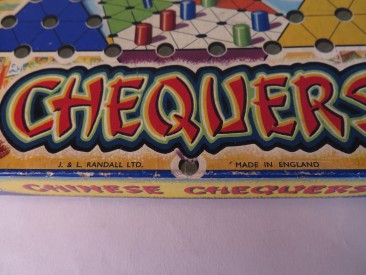 CHEQUERS
J. & L. RANDALL LTD. MADE IN ENGLAND
CHINESE CHEQUERS